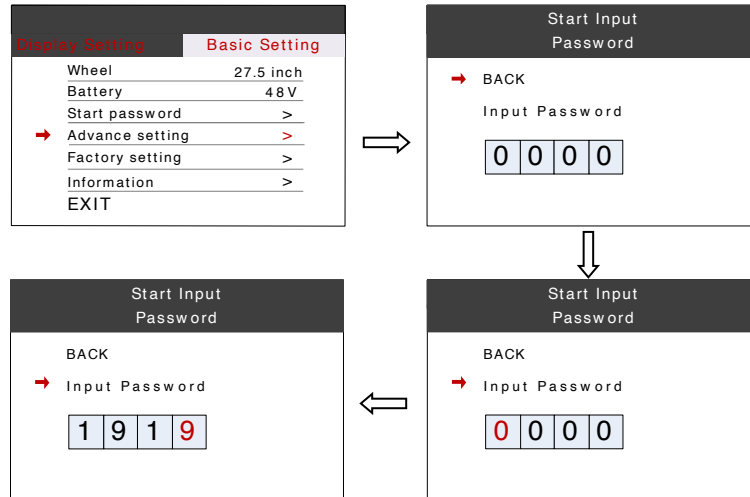 Display Setting Basic Setting
Wheel 27.5 inch
Battery 48V
Start password >
Advance setting >
Factory setting >
Information >
EXIT
Start Input
Password
BACK
Input Password
0 0 0 0
Start Input
Password
BACK
Input Password
1 9 1 9
Start Input
Password
BACK
Input Password
0 0 0 0